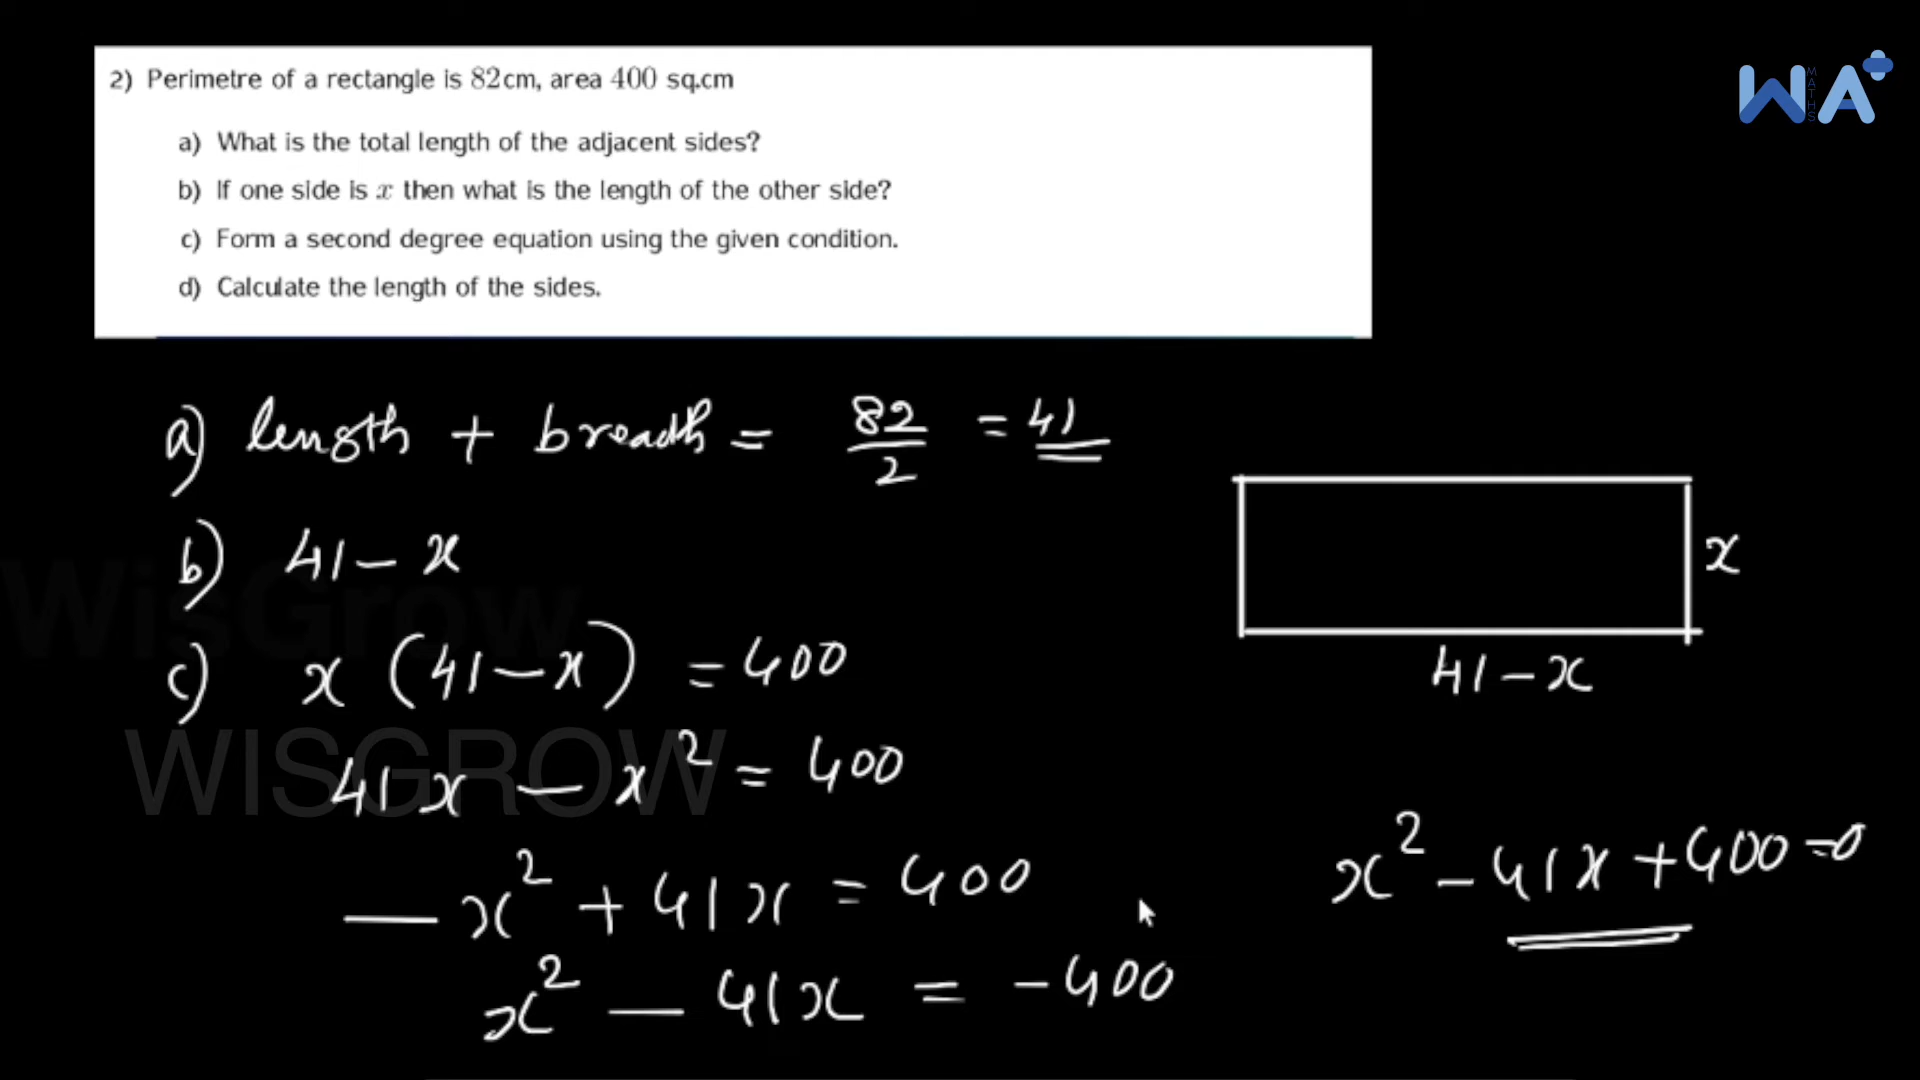 2) Perimetre of a rectangle is 82cm, area 400 sq.cm
a) What is the total length of the adjacent sides?
b) If one side is x then what is the length of the other side?
c) Form a second degree equation using the given condition.
d) Calculate the length of the sides.
WA
MATHS
a) length + breadth = 82/2 = 41
b) 41 - x
x
41 - x
c) x (41 - x) = 400
41x - x² = 400
- x² + 41x = 400
x² - 41x = -400
x² - 41x + 400 = 0
WisGrow
WISGROW